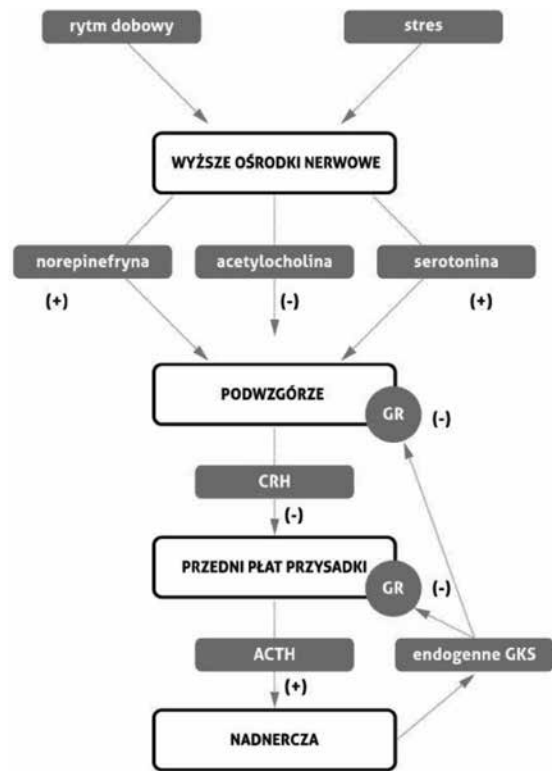 rytm dobowy
stres
WYŻSZE OŚRODKI NERWOWE
norepinefryna
acetylocholina
serotonina
(+)
(-)
(+)
PODWZGÓRZE
GR
(-)
CRH
(-)
PRZEDNI PŁAT PRZYSADKI
GR
(-)
ACTH
endogenne GKS
(+)
NADNERCZA